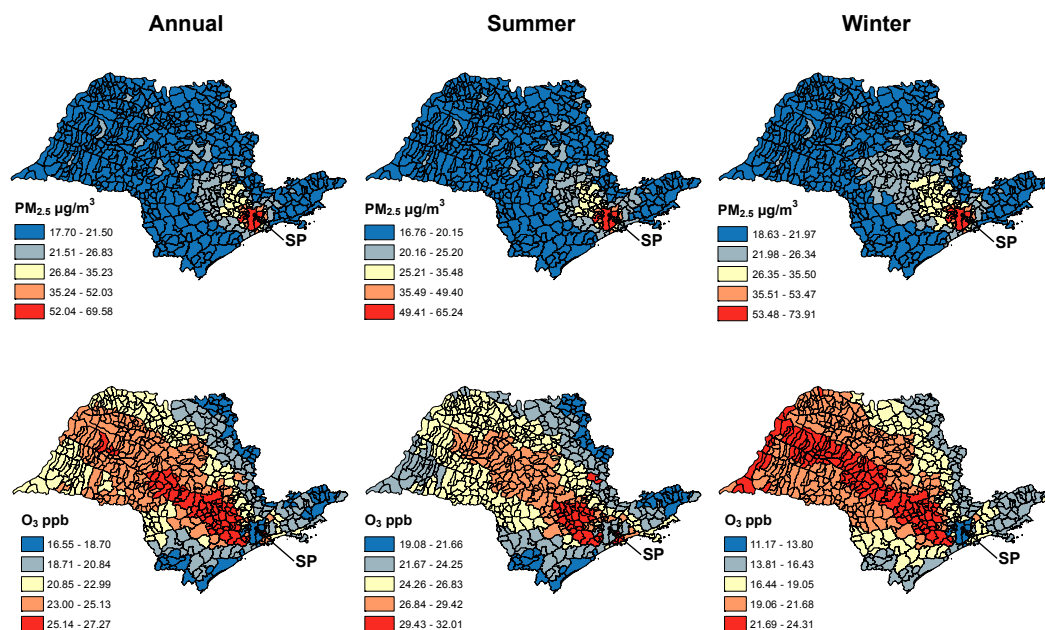 Annual
Summer
Winter
PM2.5 µg/m³
17.70 - 21.50
21.51 - 26.83
26.84 - 35.23
35.24 - 52.03
52.04 - 69.58
SP
PM2.5 µg/m³
16.76 - 20.15
20.16 - 25.20
25.21 - 35.48
35.49 - 49.40
49.41 - 65.24
SP
PM2.5 µg/m³
18.63 - 21.97
21.98 - 26.34
26.35 - 35.50
35.51 - 53.47
53.48 - 73.91
SP
O3 ppb
16.55 - 18.70
18.71 - 20.84
20.85 - 22.99
23.00 - 25.13
25.14 - 27.27
SP
O3 ppb
19.08 - 21.66
21.67 - 24.25
24.26 - 26.83
26.84 - 29.42
29.43 - 32.01
SP
O3 ppb
11.17 - 13.80
13.81 - 16.43
16.44 - 19.05
19.06 - 21.68
21.69 - 24.31
SP